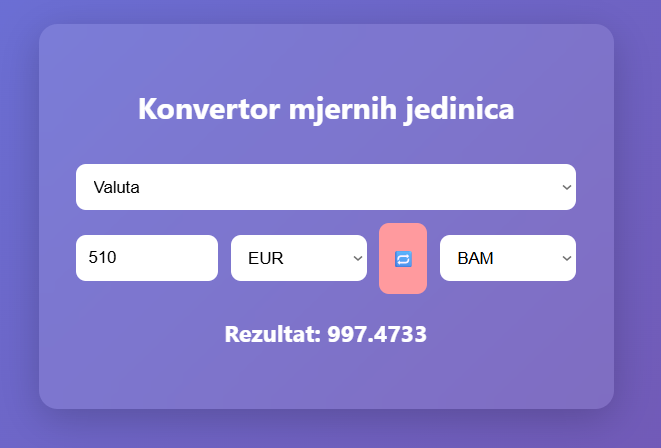 Konvertor mjernih jedinica
Valuta
510 EUR BAM
Rezultat: 997.4733